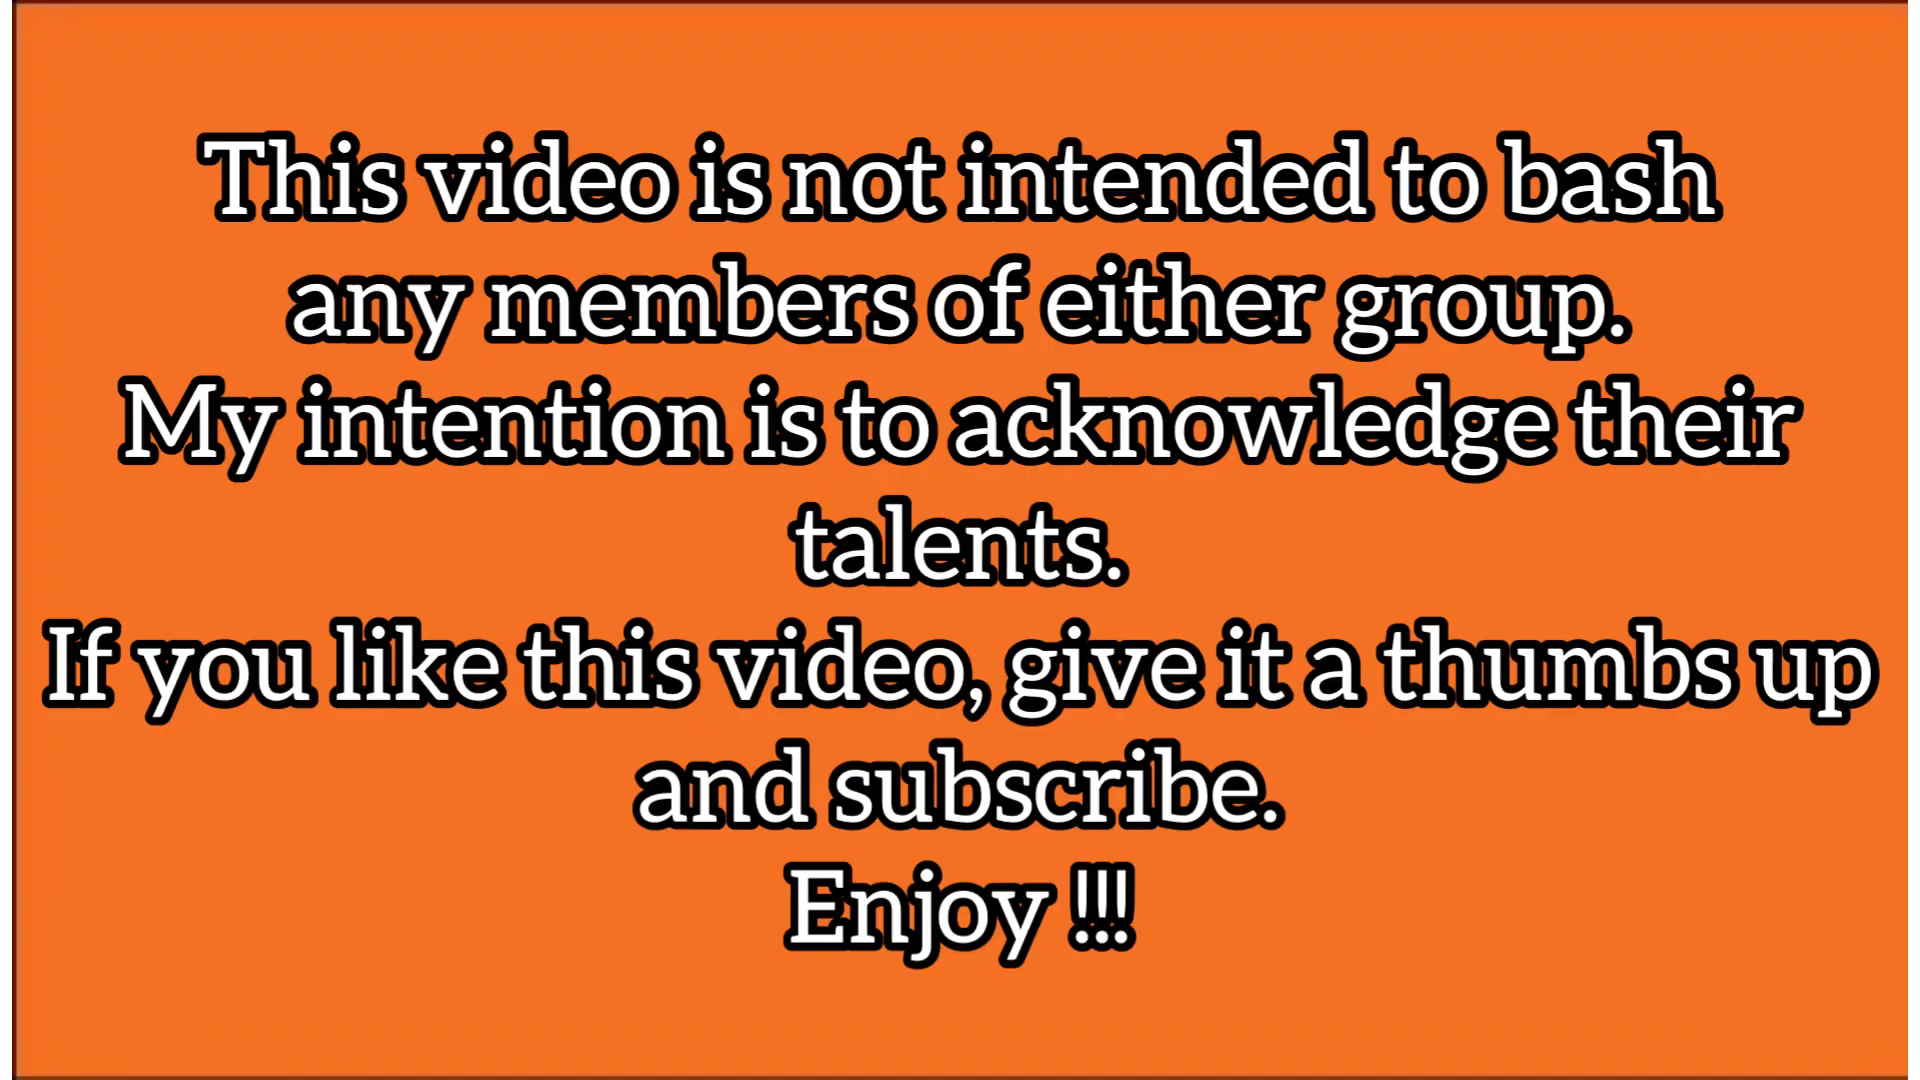 This video is not intended to bash
any members of either group.
My intention is to acknowledge their
talents.
If you like this video, give it a thumbs up
and subscribe.
Enjoy !!!